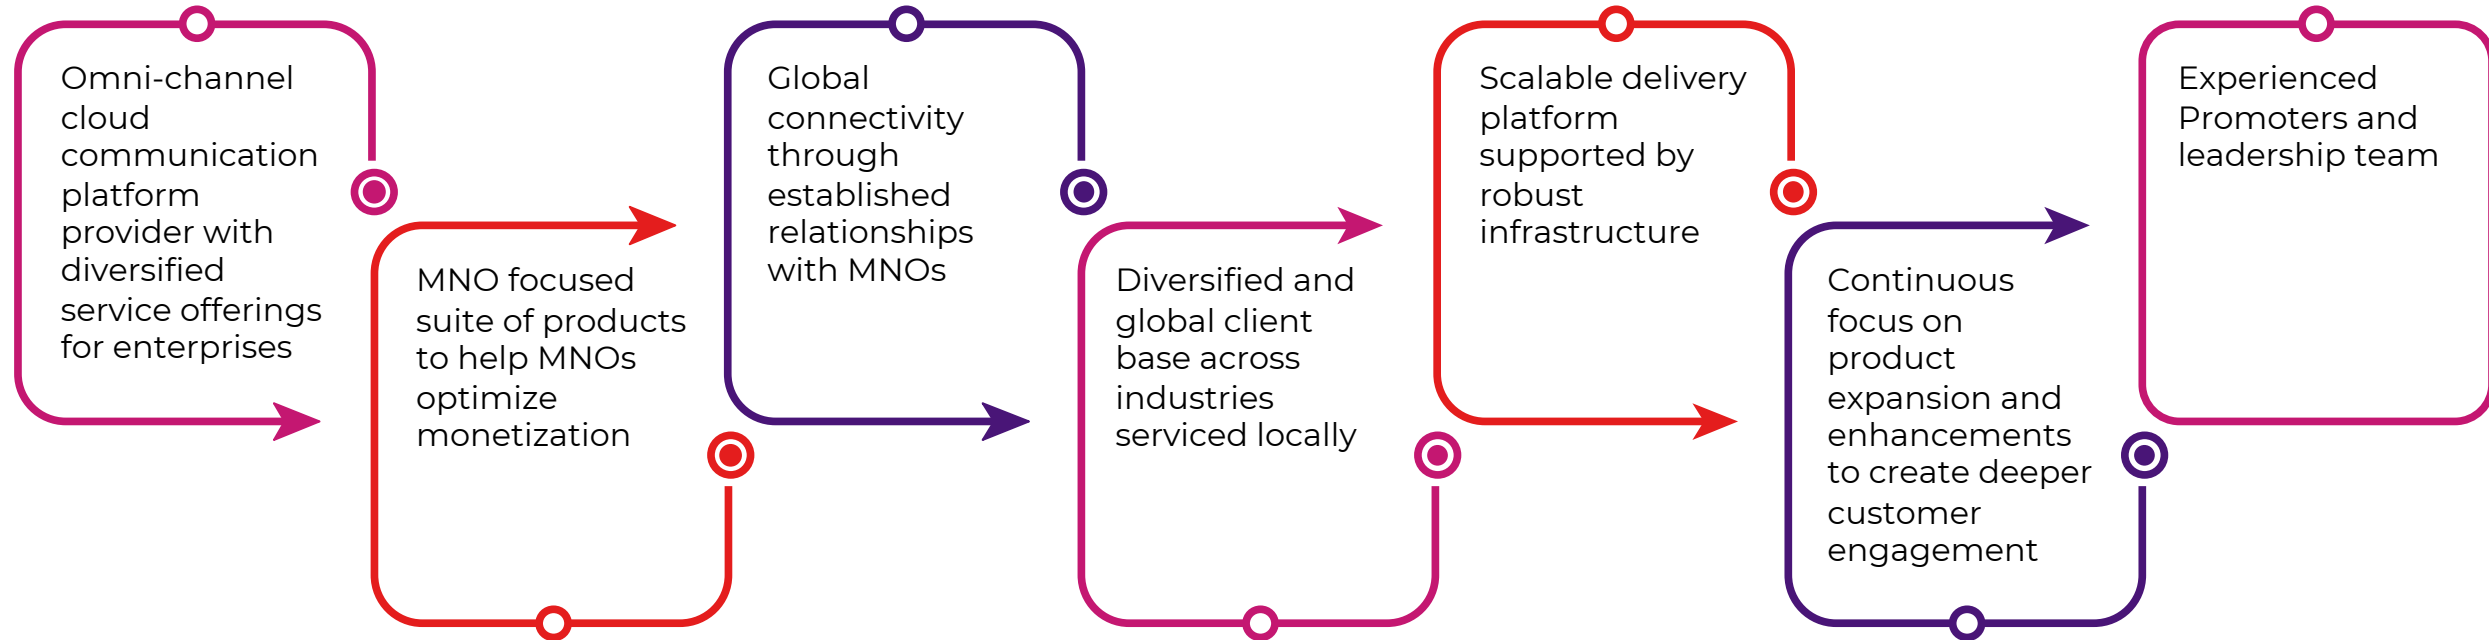 Omni-channel
cloud
communication
platform
provider with
diversified
service offerings
for enterprises
MNO focused
suite of products
to help MNOs
optimize
monetization
Global
connectivity
through
established
relationships
with MNOs
Diversified and
global client
base across
industries
serviced locally
Scalable delivery
platform
supported by
robust
infrastructure
Continuous
focus on
product
expansion and
enhancements
to create deeper
customer
engagement
Experienced
Promoters and
leadership team